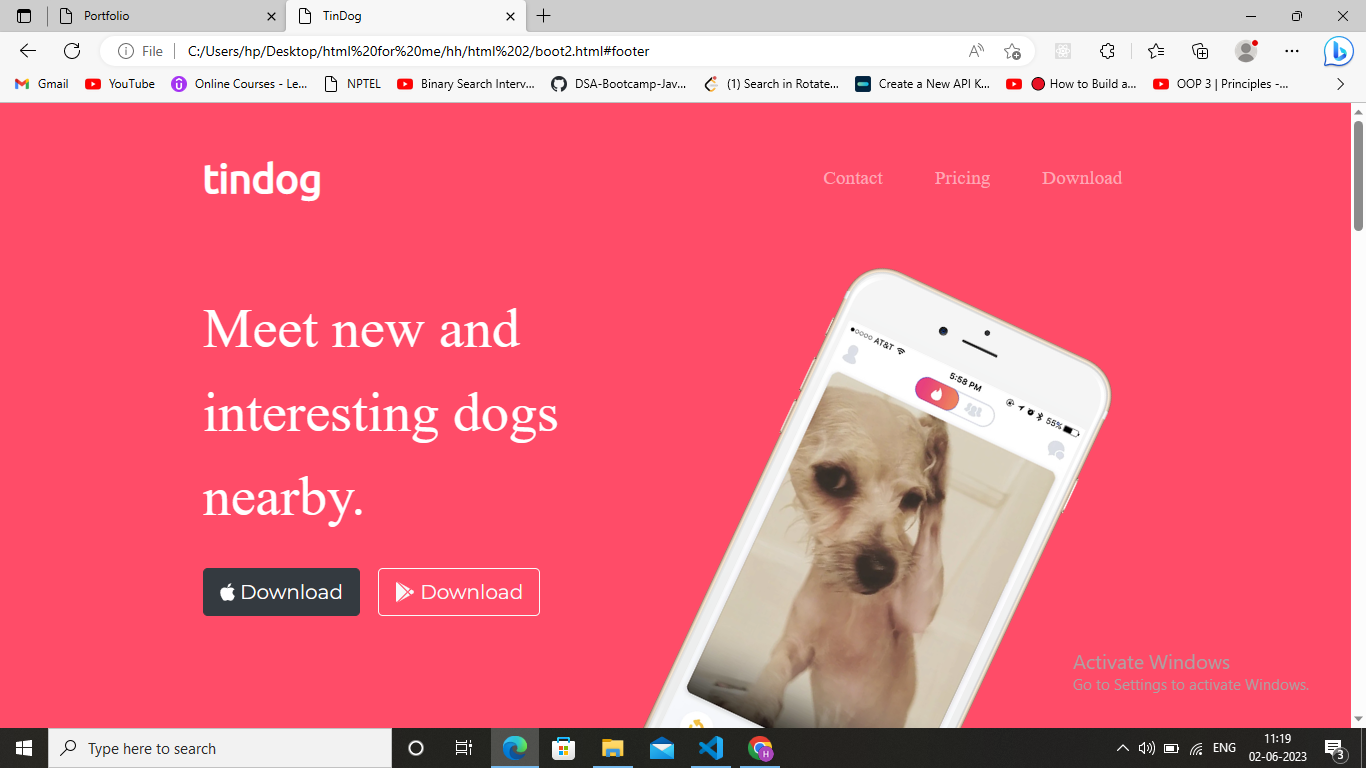 Portfolio
TinDog
File
C:/Users/hp/Desktop/html%20for%20me/hh/html%202/boot2.html#footer
Gmail
YouTube
Online Courses - Le...
NPTEL
Binary Search Interv...
DSA-Bootcamp-Jav...
(1) Search in Rotate...
Create a New API K...
How to Build a...
OOP 3 | Principles -...
tindog
Contact
Pricing
Download
Meet new and
interesting dogs
nearby.
Download
Download
AT&T
5:58 PM
55%
Activate Windows
Go to Settings to activate Windows.
Type here to search
H
ENG
11:19
02-06-2023
3